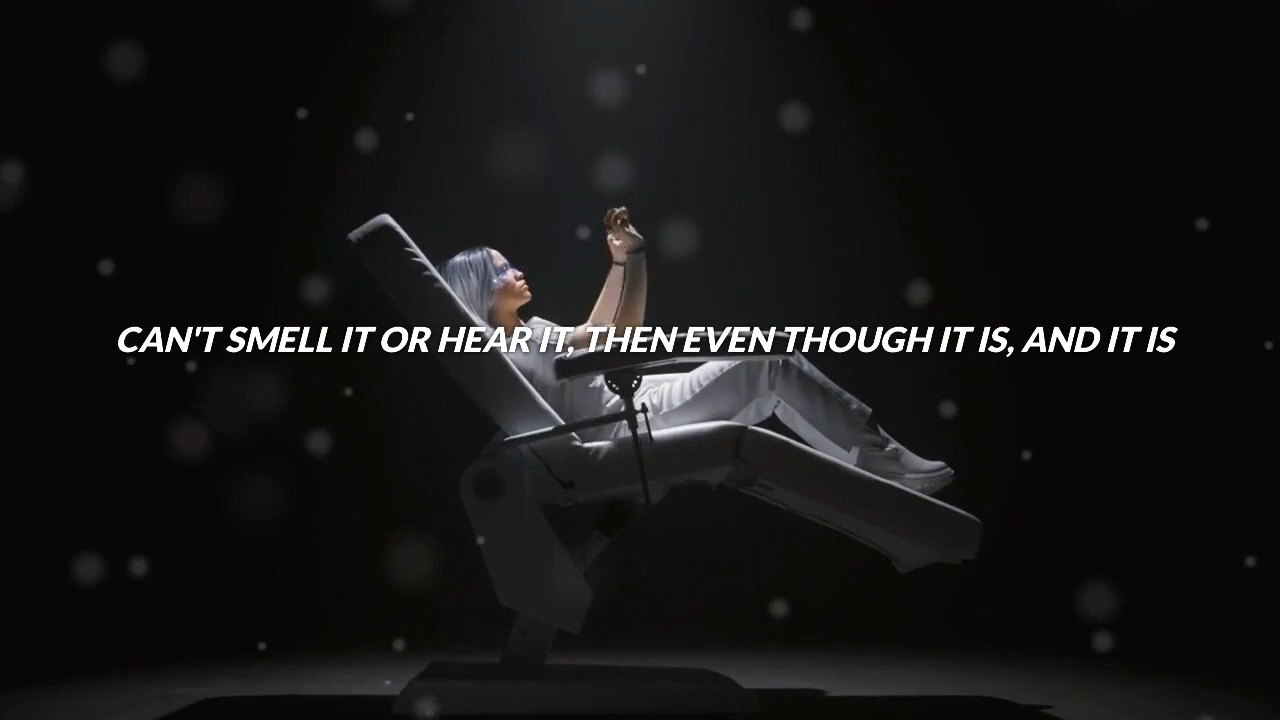 CAN'T SMELL IT OR HEAR IT, THEN EVEN THOUGH IT IS, AND IT IS